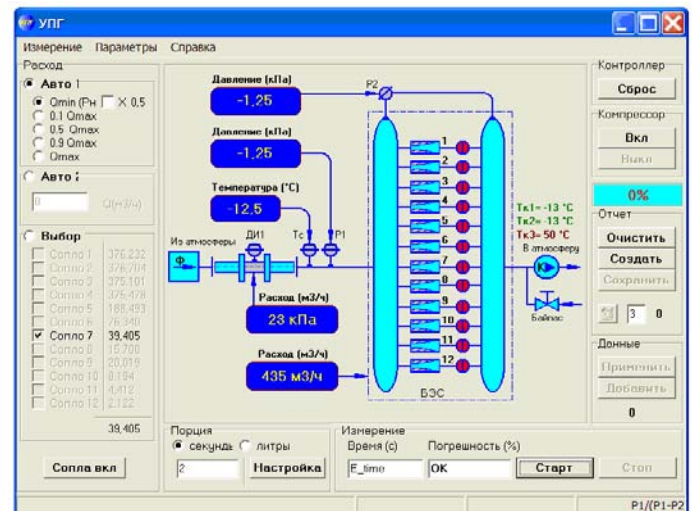 УПГ
Измерение Параметры Справка
Расход
Авто 1
Qmin (Рн X 0,5
0.1 Qmax
0.5 Qmax
0.9 Qmax
Qmax
Авто 2
0 Q(м3/ч)
Выбор
Сопло 1 376,232
Сопло 2 376,704
Сопло 3 375,101
Сопло 4 375,478
Сопло 5 188,493
Сопло 6 76,340
Сопло 7 39,405
Сопло 8 15,700
Сопло 9 20,019
Сопло 10 8,194
Сопло 11 4,412
Сопло 12 2,122
39,405
Сопла вкл
Давление (кПа)
-1,25
Давление (кПа)
-1,25
Температура (°C)
-12,5
P2
Из атмосферы
Ф
ДИ1
Тс
P1
Расход (м3/ч)
23 кПа
Расход (м3/ч)
435 м3/ч
1
2
3
4
5
6
7
8
9
10
11
12
БЭС
Тк1= -13 °C
Тк2= -13 °C
Тк3= 50 °C
В атмосферу
К
Байпас
Порция
секунды литры
2 Настройка
Измерение
Время (с) Погрешность (%)
E_time OK Старт Стоп
Контроллер
Сброс
Компрессор
Вкл
Выкл
0%
Отчет
Очистить
Создать
Сохранить
3 0
Данные
Применить
Добавить
0
P1/(P1-P2